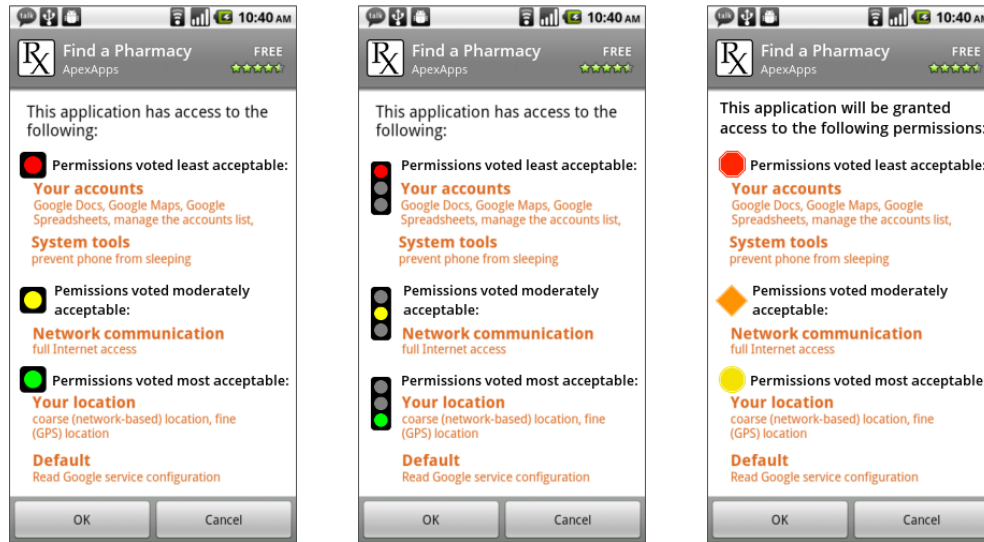 talk
10:40 AM
Rx
Find a Pharmacy
FREE
ApexApps
This application has access to the
following:
Permissions voted least acceptable:
Your accounts
Google Docs, Google Maps, Google
Spreadsheets, manage the accounts list,
System tools
prevent phone from sleeping
Pemissions voted moderately
acceptable:
Network communication
full Internet access
Permissions voted most acceptable:
Your location
coarse (network-based) location, fine
(GPS) location
Default
Read Google service configuration
OK
Cancel
talk
10:40 AM
Rx
Find a Pharmacy
FREE
ApexApps
This application has access to the
following:
Permissions voted least acceptable:
Your accounts
Google Docs, Google Maps, Google
Spreadsheets, manage the accounts list,
System tools
prevent phone from sleeping
Pemissions voted moderately
acceptable:
Network communication
full Internet access
Permissions voted most acceptable:
Your location
coarse (network-based) location, fine
(GPS) location
Default
Read Google service configuration
OK
Cancel
talk
10:40 AM
Rx
Find a Pharmacy
FREE
ApexApps
This application will be granted
access to the following permissions:
Permissions voted least acceptable:
Your accounts
Google Docs, Google Maps, Google
Spreadsheets, manage the accounts list,
System tools
prevent phone from sleeping
Pemissions voted moderately
acceptable:
Network communication
full Internet access
Permissions voted most acceptable
Your location
coarse (network-based) location, fine
(GPS) location
Default
Read Google service configuration
OK
Cancel